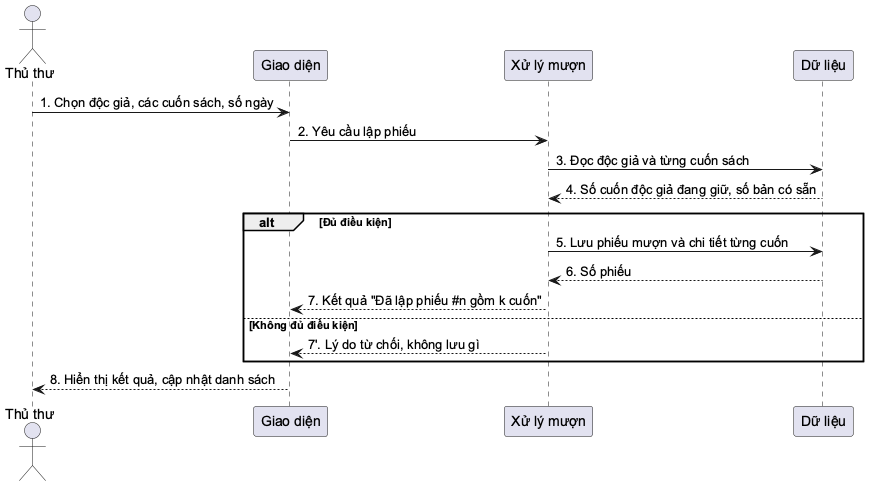 Thủ thư
Giao diện
Xử lý mượn
Dữ liệu
1. Chọn độc giả, các cuốn sách, số ngày
2. Yêu cầu lập phiếu
3. Đọc độc giả và từng cuốn sách
4. Số cuốn độc giả đang giữ, số bản có sẵn
alt [Đủ điều kiện]
5. Lưu phiếu mượn và chi tiết từng cuốn
6. Số phiếu
7. Kết quả "Đã lập phiếu #n gồm k cuốn"
[Không đủ điều kiện]
7'. Lý do từ chối, không lưu gì
8. Hiển thị kết quả, cập nhật danh sách
Thủ thư
Giao diện
Xử lý mượn
Dữ liệu